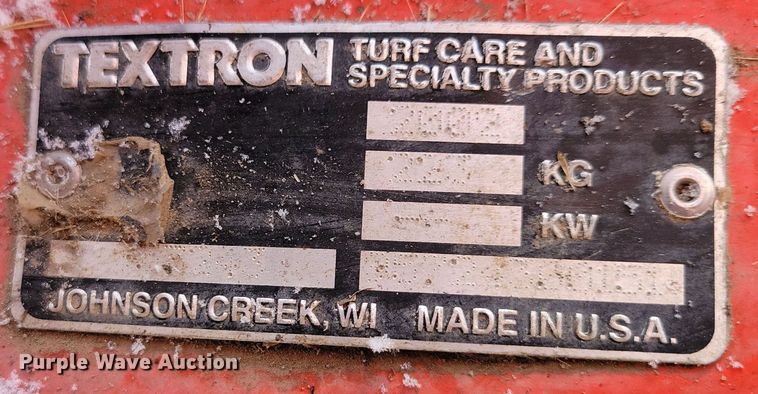 TEXTRON TURF CARE AND
SPECIALTY PRODUCTS
KG
KW
JOHNSON CREEK, WI MADE IN U.S.A.
Purple Wave Auction